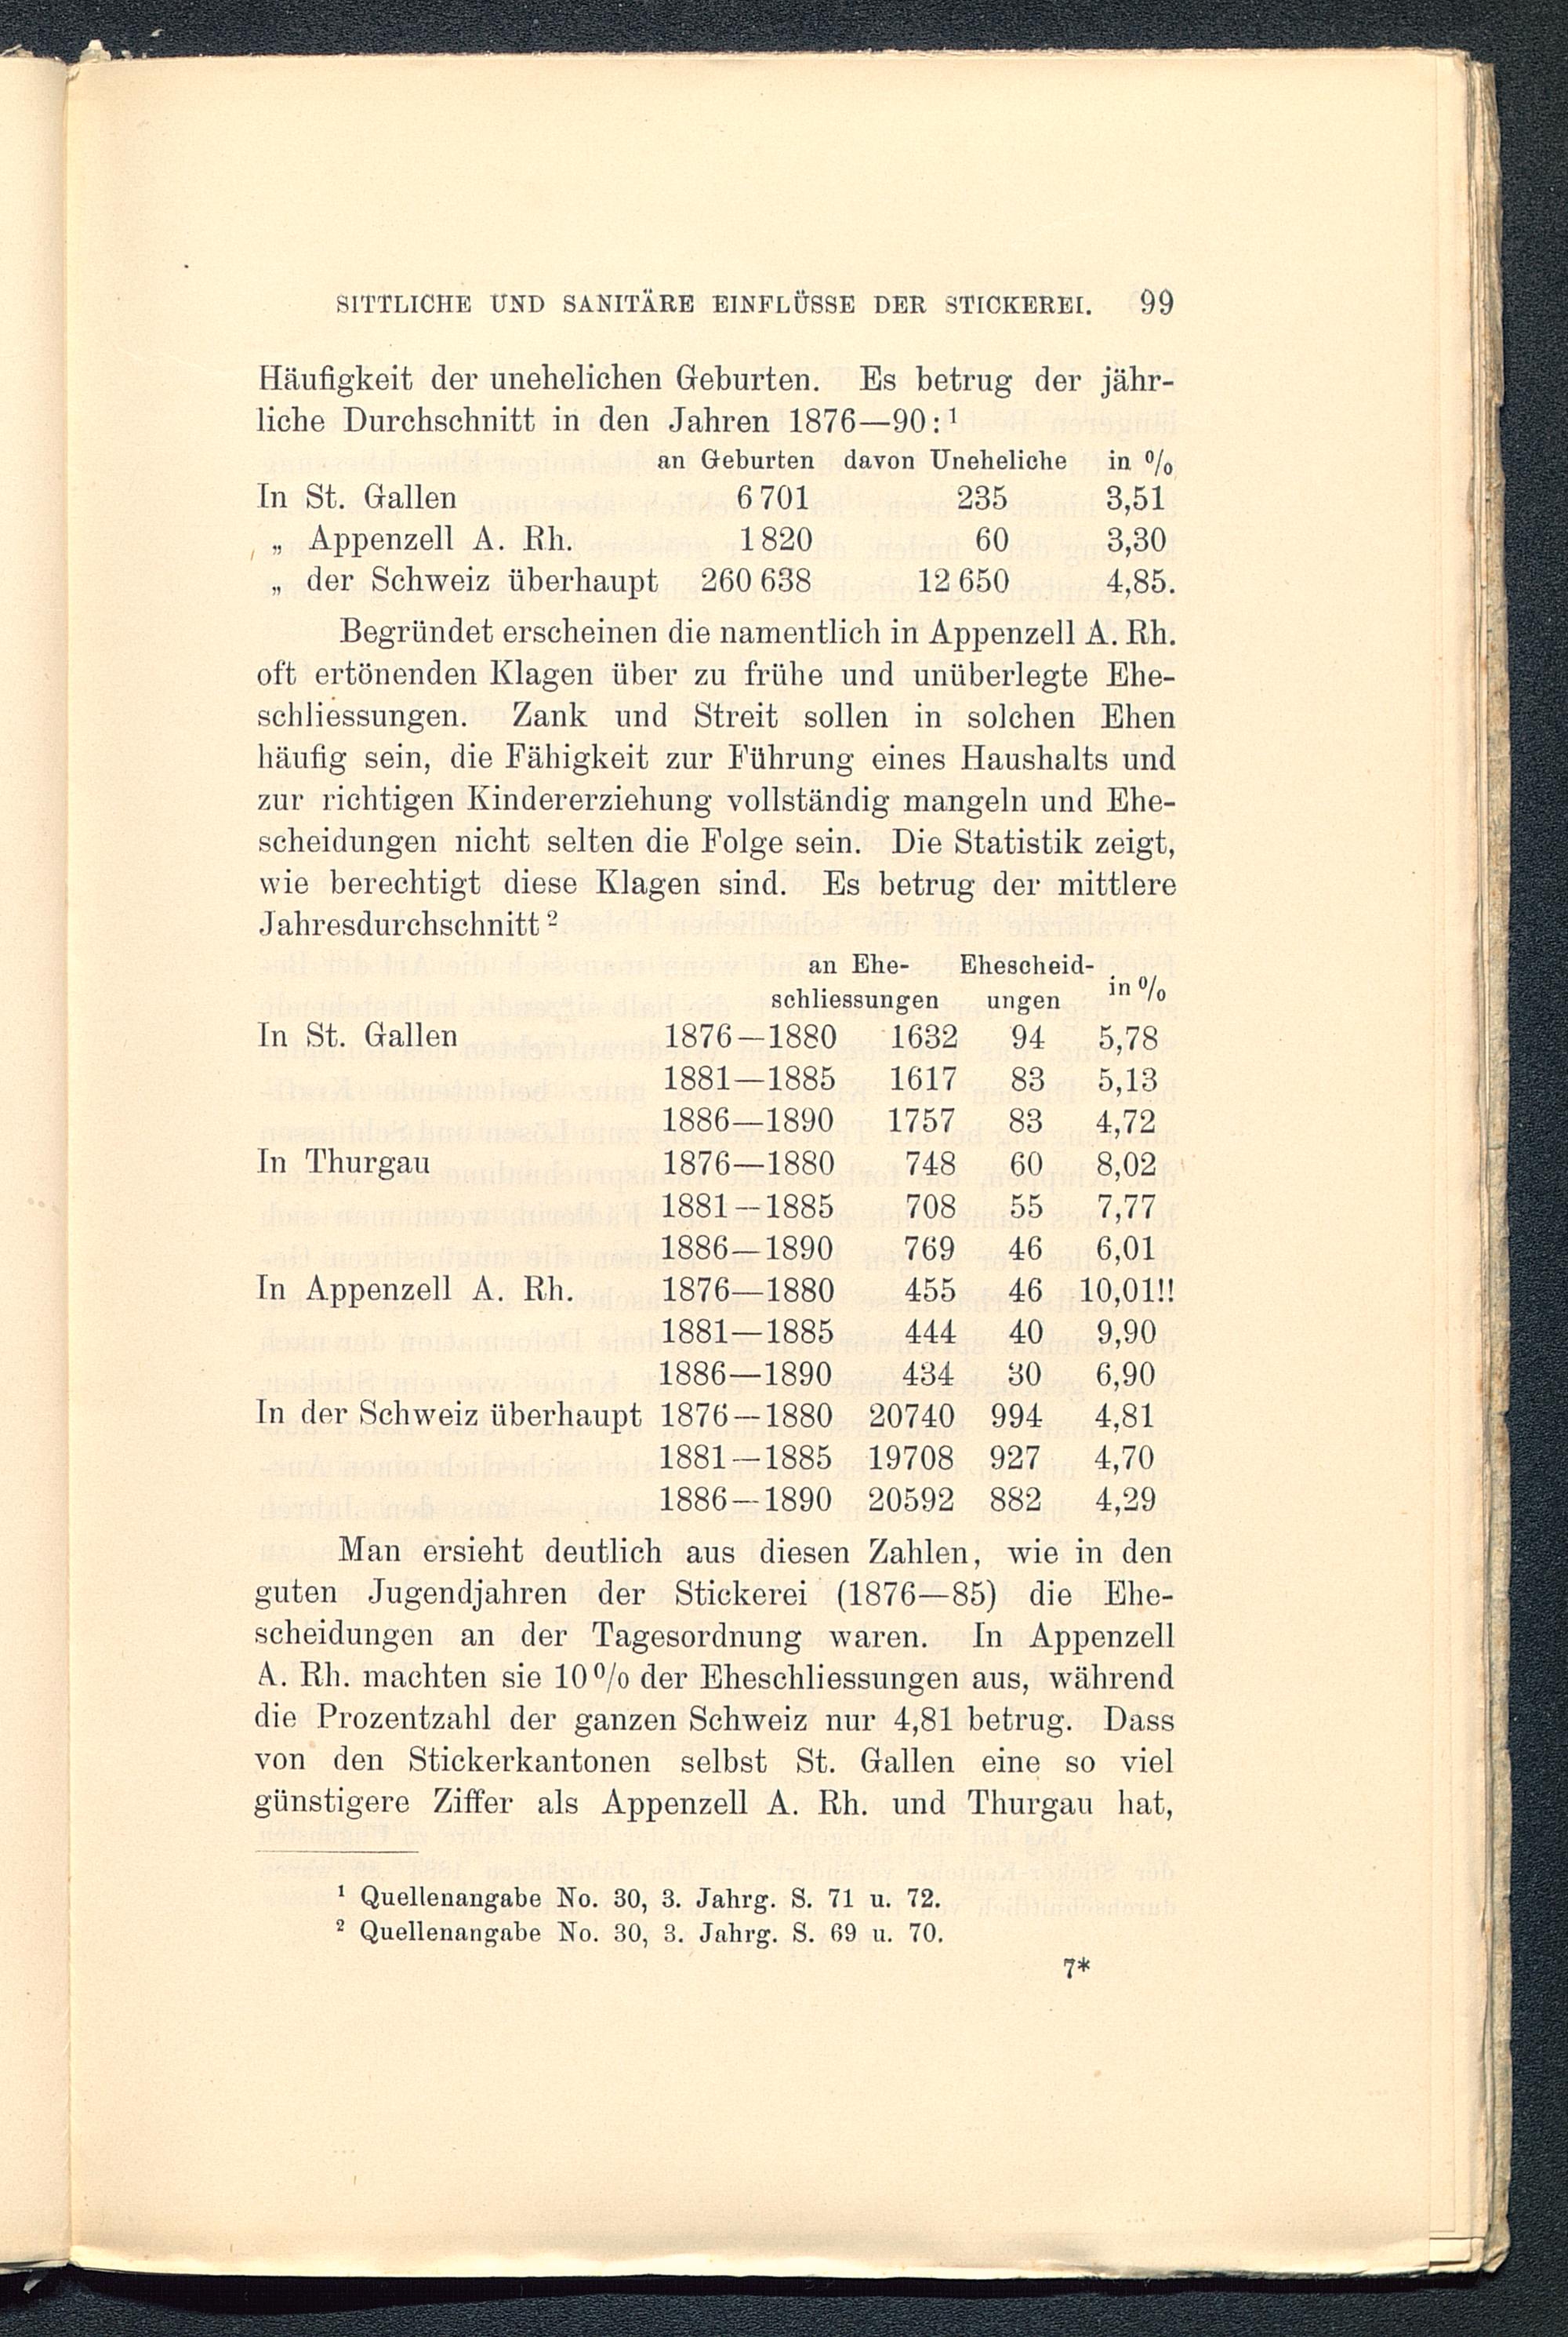 SITTLICHE UND SANITÄRE EINFLÜSSE DER STICKEREI. 99
Häufigkeit der unehelichen Geburten. Es betrug der jähr-
liche Durchschnitt in den Jahren 1876—90:¹
an Geburten davon Uneheliche in %
In St. Gallen 6 701 235 3,51
„ Appenzell A. Rh. 1 820 60 3,30
„ der Schweiz überhaupt 260 638 12 650 4,85.
Begründet erscheinen die namentlich in Appenzell A. Rh.
oft ertönenden Klagen über zu frühe und unüberlegte Ehe-
schliessungen. Zank und Streit sollen in solchen Ehen
häufig sein, die Fähigkeit zur Führung eines Haushalts und
zur richtigen Kindererziehung vollständig mangeln und Ehe-
scheidungen nicht selten die Folge sein. Die Statistik zeigt,
wie berechtigt diese Klagen sind. Es betrug der mittlere
Jahresdurchschnitt ²
an Ehe- Ehescheid-
schliessungen ungen in %
In St. Gallen 1876—1880 1632 94 5,78
1881—1885 1617 83 5,13
1886—1890 1757 83 4,72
In Thurgau 1876—1880 748 60 8,02
1881—1885 708 55 7,77
1886—1890 769 46 6,01
In Appenzell A. Rh. 1876—1880 455 46 10,01!!
1881—1885 444 40 9,90
1886—1890 434 30 6,90
In der Schweiz überhaupt 1876—1880 20740 994 4,81
1881—1885 19708 927 4,70
1886—1890 20592 882 4,29
Man ersieht deutlich aus diesen Zahlen, wie in den
guten Jugendjahren der Stickerei (1876—85) die Ehe-
scheidungen an der Tagesordnung waren. In Appenzell
A. Rh. machten sie 10 % der Eheschliessungen aus, während
die Prozentzahl der ganzen Schweiz nur 4,81 betrug. Dass
von den Stickerkantonen selbst St. Gallen eine so viel
günstigere Ziffer als Appenzell A. Rh. und Thurgau hat,
¹ Quellenangabe No. 30, 3. Jahrg. S. 71 u. 72.
² Quellenangabe No. 30, 3. Jahrg. S. 69 u. 70.
7*